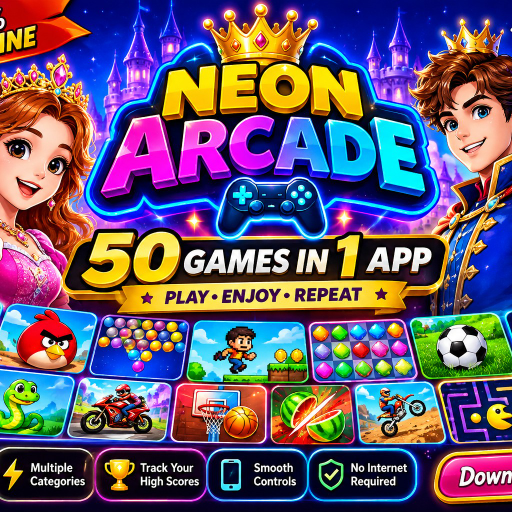 INE
NEON
ARCADE
50 GAMES IN 1 APP
★ PLAY • ENJOY • REPEAT ★
Multiple
Categories
Track Your
High Scores
Smooth
Controls
No Internet
Required
Down